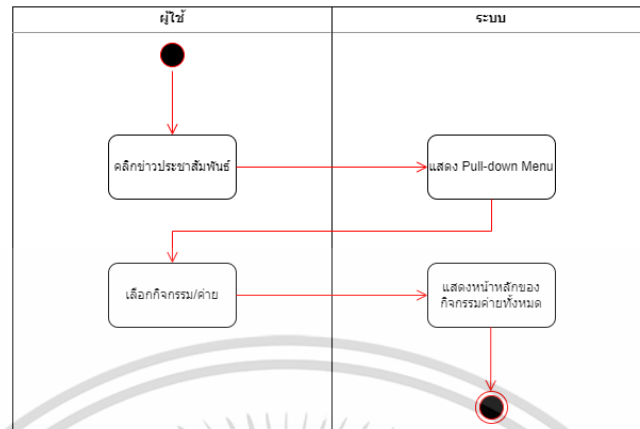 ผู้ใช้
ระบบ
คลิกข่าวประชาสัมพันธ์
แสดง Pull-down Menu
เลือกกิจกรรม/ค่าย
แสดงหน้าหลักของ
กิจกรรมค่ายทั้งหมด